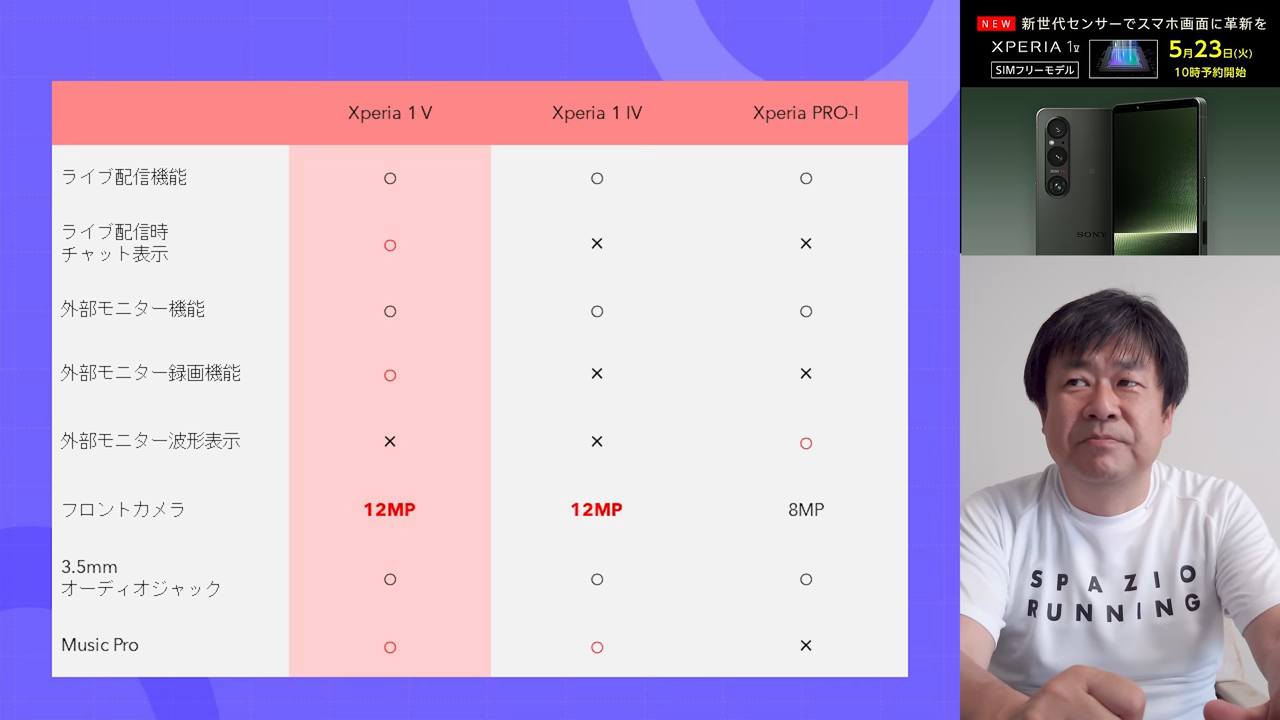 Xperia 1 V Xperia 1 IV Xperia PRO-I
ライブ配信機能 ○ ○ ○
ライブ配信時
チャット表示 ○ × ×
外部モニター機能 ○ ○ ○
外部モニター録画機能 ○ × ×
外部モニター波形表示 × × ○
フロントカメラ 12MP 12MP 8MP
3.5mm
オーディオジャック ○ ○ ○
Music Pro ○ ○ ×
NEW 新世代センサーでスマホ画面に革新を
XPERIA 1 V
SIMフリーモデル
5月23日(火)
10時予約開始
SONY
SPAZIO
RUNNING